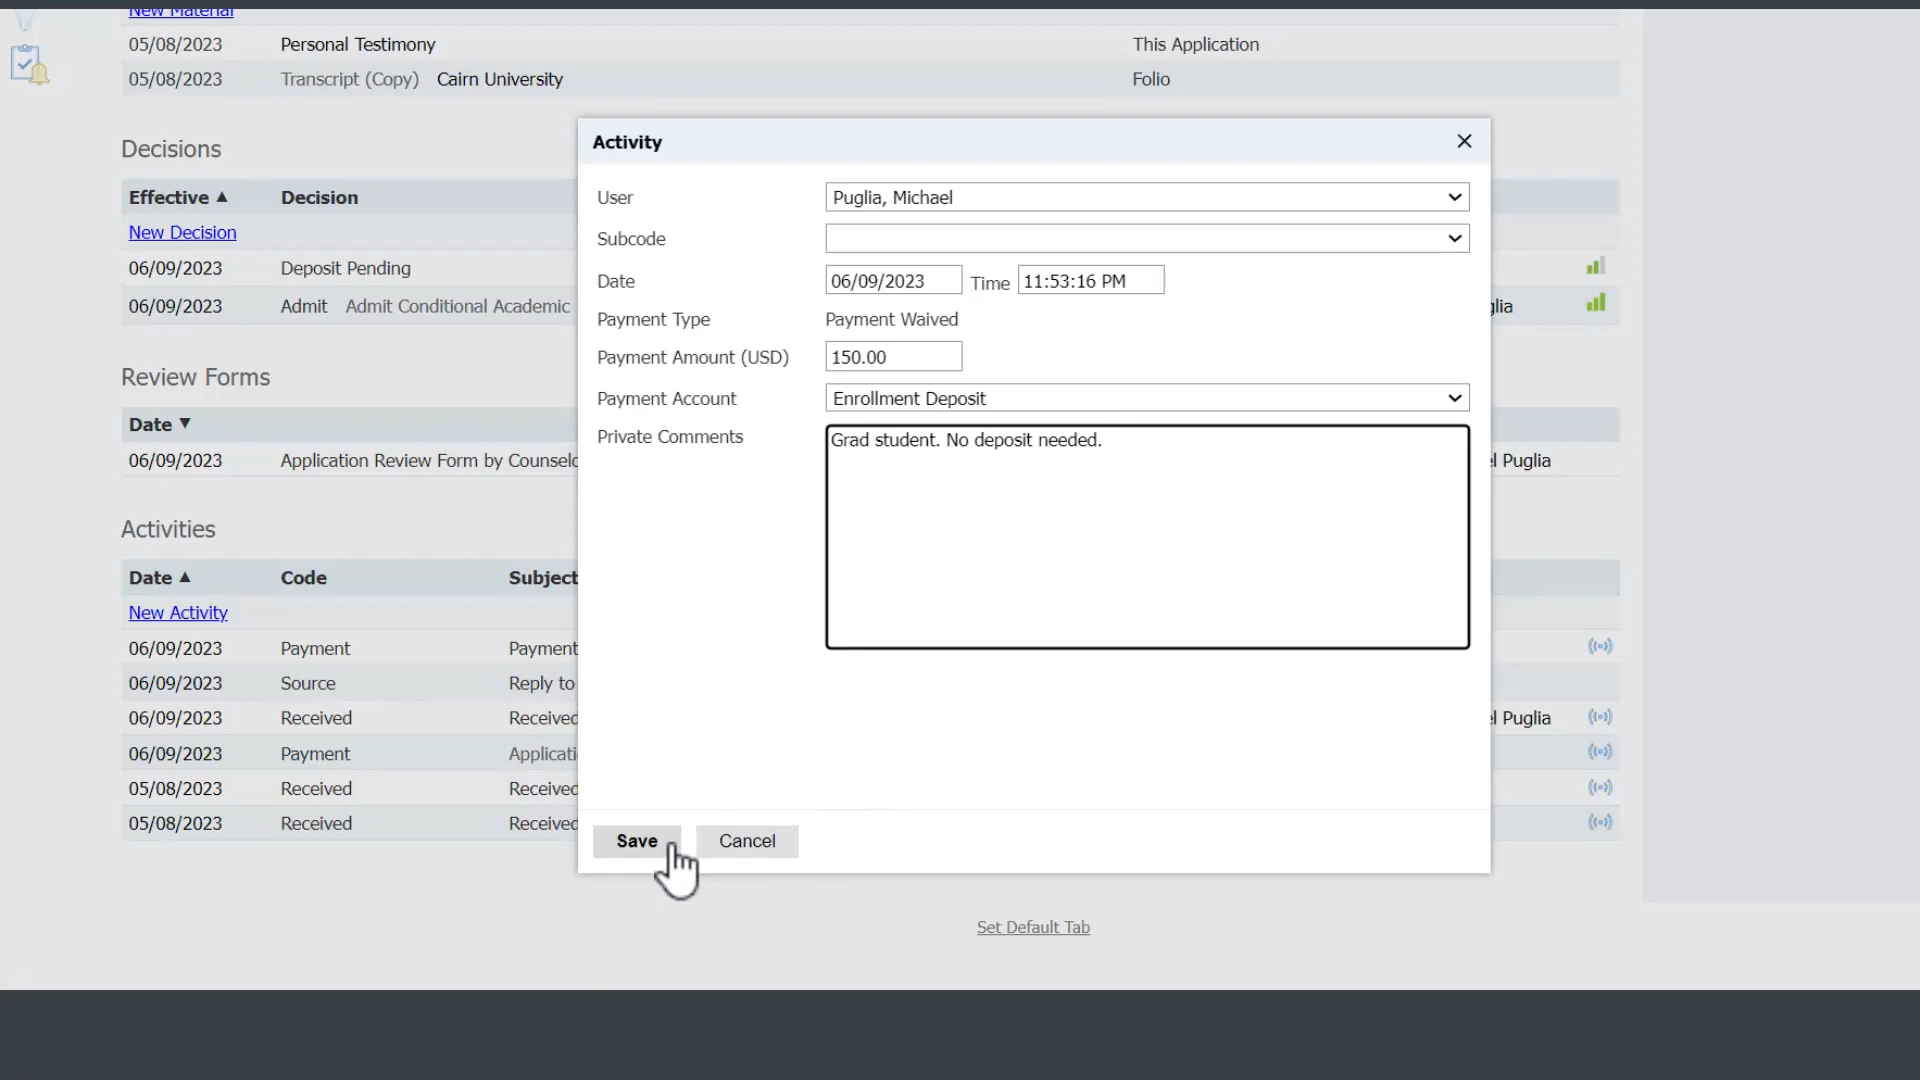 New Material
05/08/2023 Personal Testimony This Application
05/08/2023 Transcript (Copy) Cairn University Folio
Decisions
Effective ▲ Decision
New Decision
06/09/2023 Deposit Pending
06/09/2023 Admit Admit Conditional Academic glia
Review Forms
Date ▼
06/09/2023 Application Review Form by Counselo el Puglia
Activities
Date ▲ Code Subject
New Activity
06/09/2023 Payment Payment
06/09/2023 Source Reply to
06/09/2023 Received Received el Puglia
06/09/2023 Payment Applicati
05/08/2023 Received Received
05/08/2023 Received Received
Activity
User Puglia, Michael
Subcode
Date 06/09/2023 Time 11:53:16 PM
Payment Type Payment Waived
Payment Amount (USD) 150.00
Payment Account Enrollment Deposit
Private Comments Grad student. No deposit needed.
Save Cancel
Set Default Tab